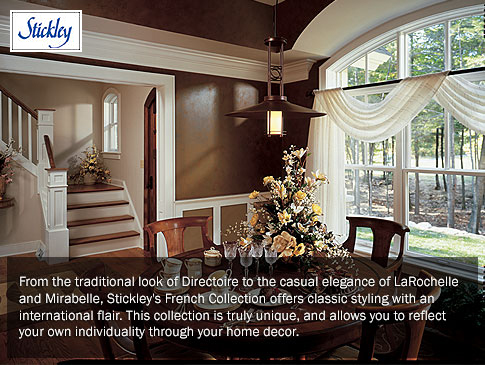 Stickley
From the traditional look of Directoire to the casual elegance of LaRochelle
and Mirabelle, Stickley's French Collection offers classic styling with an
international flair. This collection is truly unique, and allows you to reflect
your own individuality through your home decor.